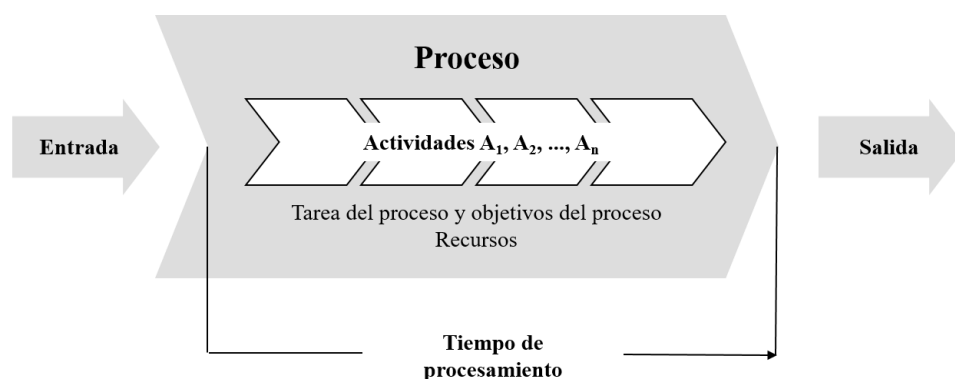 Proceso
Entrada
Actividades A₁, A₂, ..., Aₙ
Salida
Tarea del proceso y objetivos del proceso
Recursos
Tiempo de
procesamiento